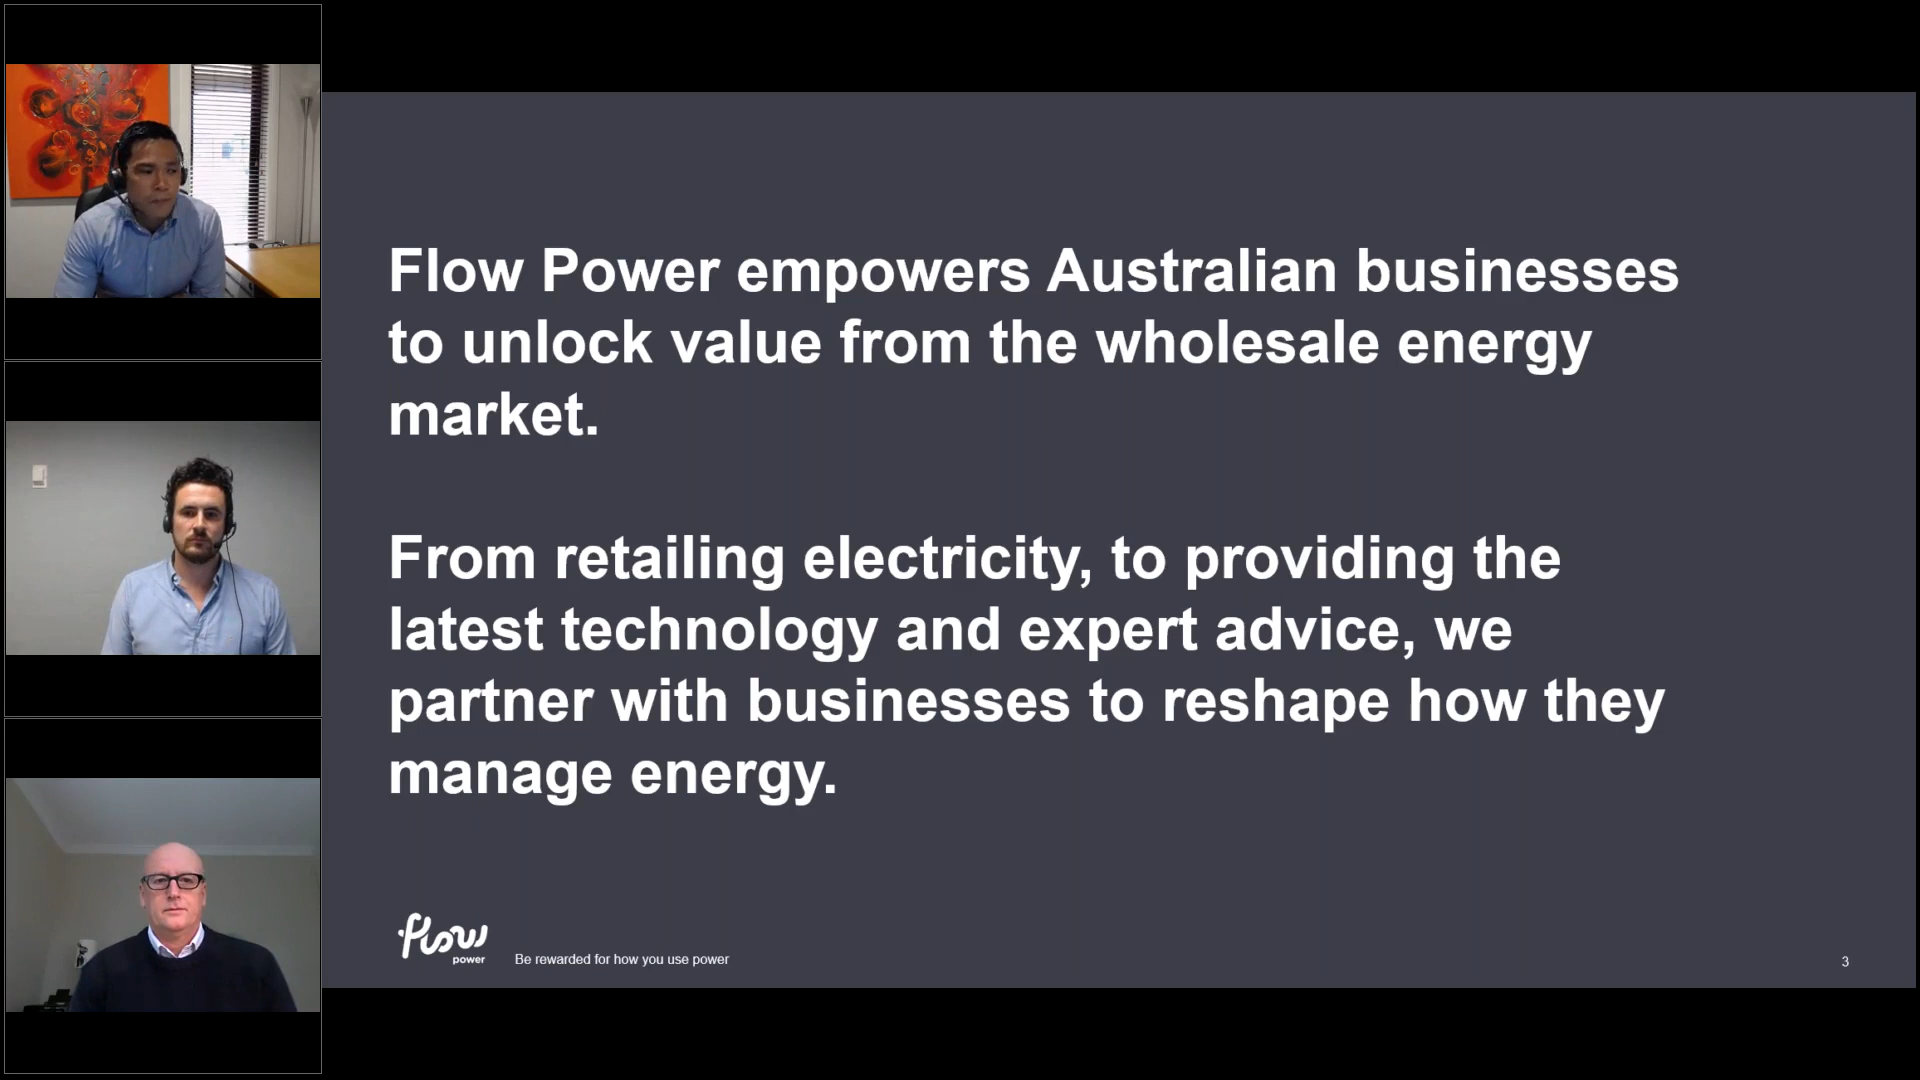 Flow Power empowers Australian businesses
to unlock value from the wholesale energy
market.
From retailing electricity, to providing the
latest technology and expert advice, we
partner with businesses to reshape how they
manage energy.
flow
power
Be rewarded for how you use power
3